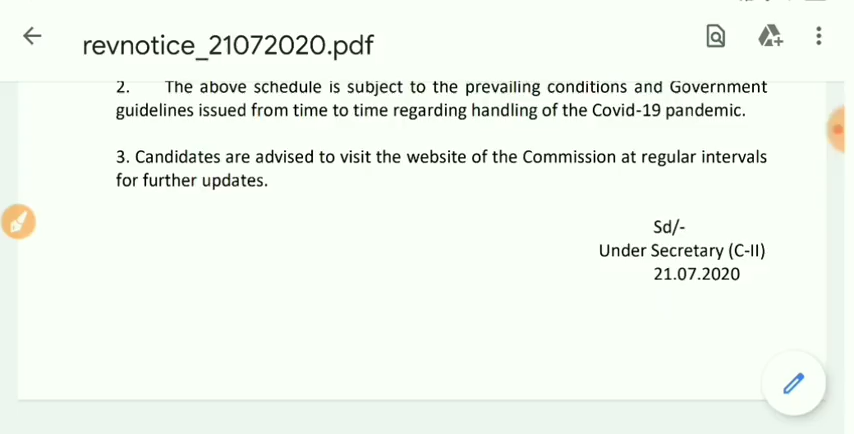 revnotice_21072020.pdf
2. The above schedule is subject to the prevailing conditions and Government
guidelines issued from time to time regarding handling of the Covid-19 pandemic.
3. Candidates are advised to visit the website of the Commission at regular intervals
for further updates.
Sd/-
Under Secretary (C-II)
21.07.2020